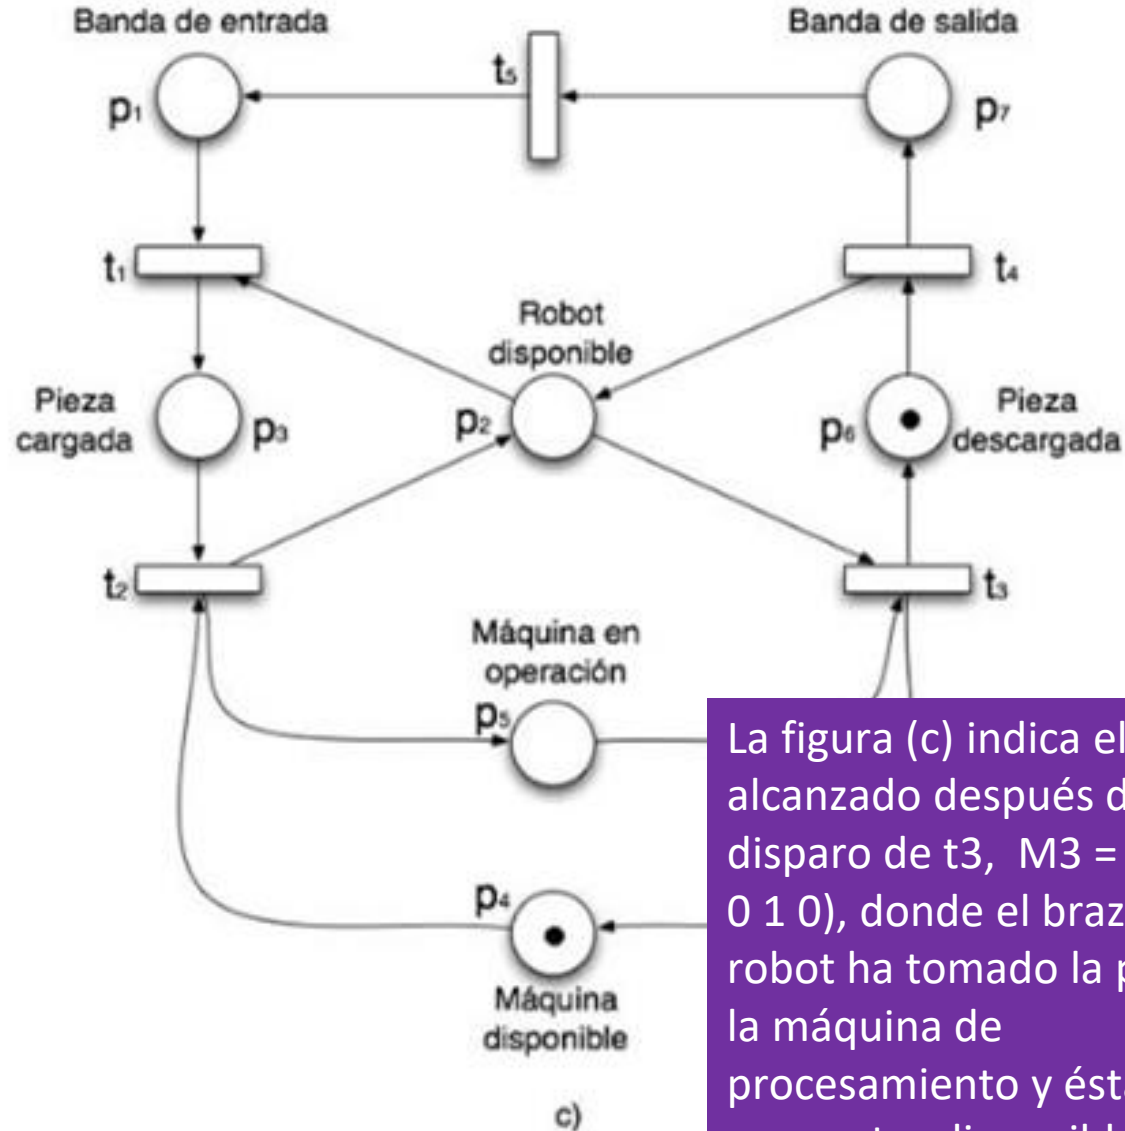 Banda de entrada
Banda de salida
t₅
p₁
p₇
t₁
t₄
Robot
disponible
Pieza
cargada
p₃
p₂
p₆
Pieza
descargada
t₂
t₃
Máquina en
operación
p₅
La figura (c) indica el
alcanzado después d
disparo de t3, M3 =
0 1 0), donde el braz
robot ha tomado la p
la máquina de
procesamiento y ést
p₄
Máquina
disponible
c)